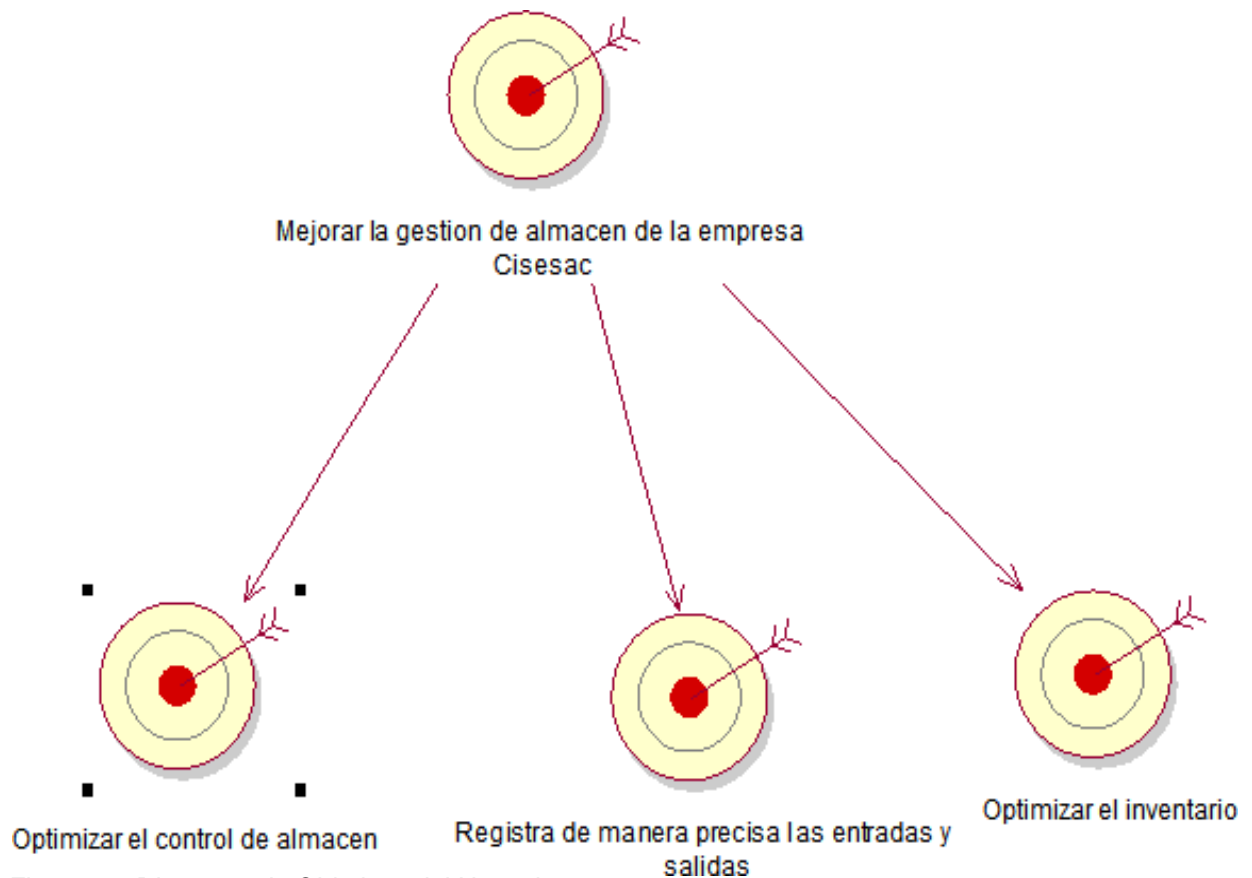 Mejorar la gestion de almacen de la empresa
Cisesac
Optimizar el control de almacen
Registra de manera precisa las entradas y
salidas
Optimizar el inventario